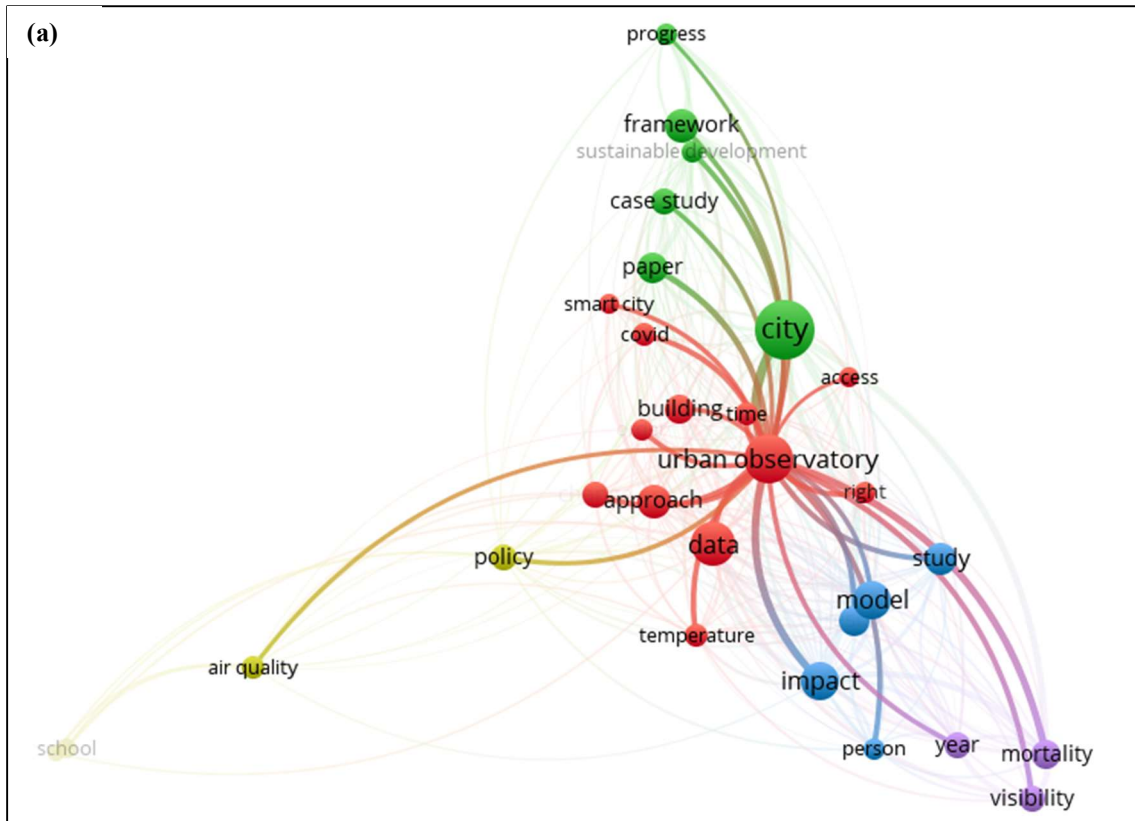 (a)
progress
framework
sustainable development
case study
paper
smart city
city
covid
access
building
time
urban observatory
right
approach
data
policy
study
model
temperature
air quality
impact
school
person
year
mortality
visibility